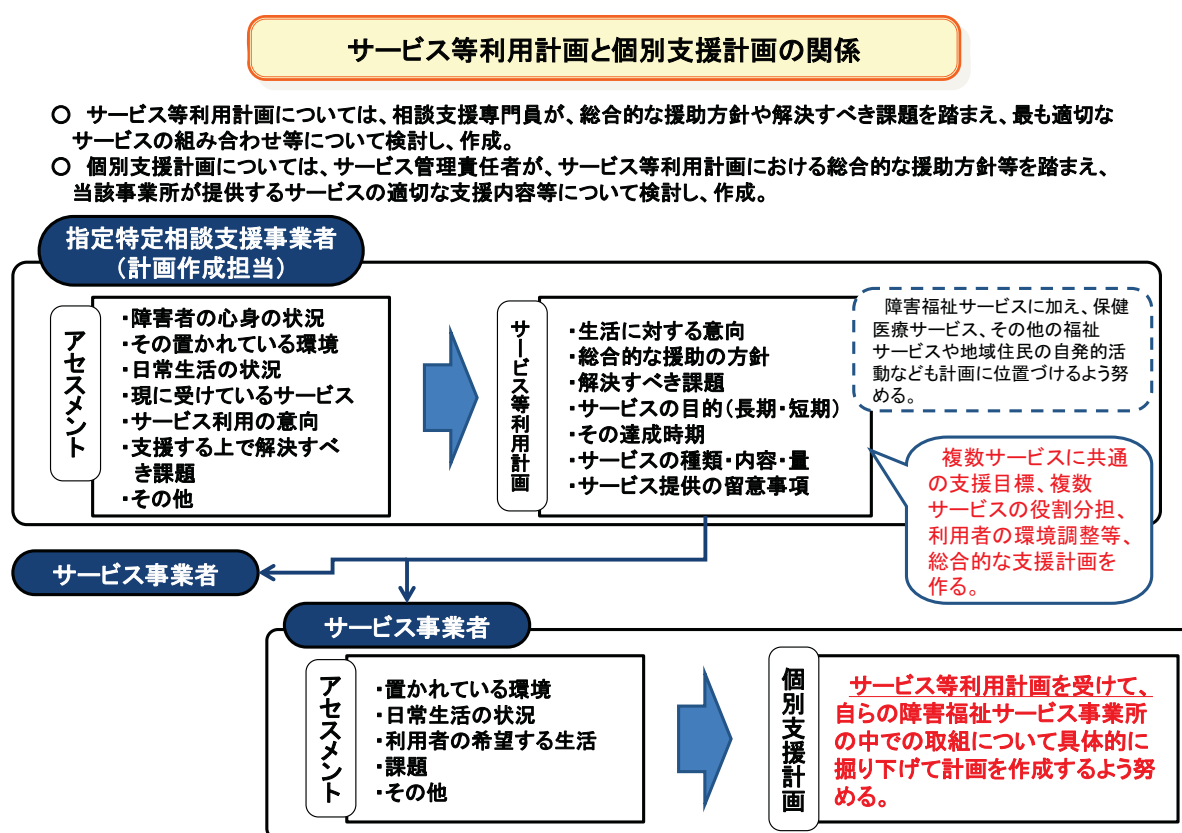 サービス等利用計画と個別支援計画の関係
○ サービス等利用計画については、相談支援専門員が、総合的な援助方針や解決すべき課題を踏まえ、最も適切な
サービスの組み合わせ等について検討し、作成。
○ 個別支援計画については、サービス管理責任者が、サービス等利用計画における総合的な援助方針等を踏まえ、
当該事業所が提供するサービスの適切な支援内容等について検討し、作成。
指定特定相談支援事業者
(計画作成担当)
アセスメント
・障害者の心身の状況
・その置かれている環境
・日常生活の状況
・現に受けているサービス
・サービス利用の意向
・支援する上で解決すべ
き課題
・その他
サービス等利用計画
・生活に対する意向
・総合的な援助の方針
・解決すべき課題
・サービスの目的(長期・短期)
・その達成時期
・サービスの種類・内容・量
・サービス提供の留意事項
障害福祉サービスに加え、保健
医療サービス、その他の福祉
サービスや地域住民の自発的活
動なども計画に位置づけるよう努
める。
複数サービスに共通
の支援目標、複数
サービスの役割分担、
利用者の環境調整等、
総合的な支援計画を
作る。
サービス事業者
サービス事業者
アセスメント
・置かれている環境
・日常生活の状況
・利用者の希望する生活
・課題
・その他
個別支援計画
サービス等利用計画を受けて、
自らの障害福祉サービス事業所
の中での取組について具体的に
掘り下げて計画を作成するよう努
める。